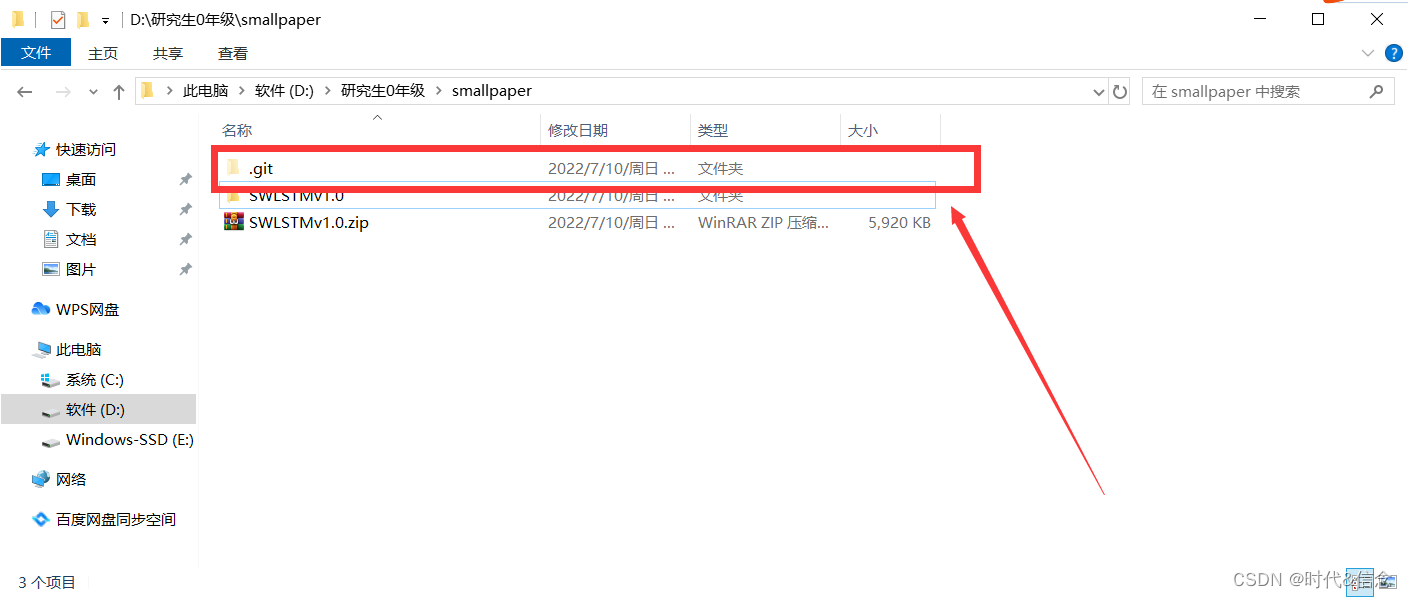 D:\研究生0年级\smallpaper
文件 主页 共享 查看
此电脑 软件 (D:) 研究生0年级 smallpaper 在 smallpaper 中搜索
名称 修改日期 类型 大小
快速访问
.git 2022/7/10/周日 ... 文件夹
桌面
SWLSTMv1.0 2022/7/10/周日 ... 文件夹
下载
SWLSTMv1.0.zip 2022/7/10/周日 ... WinRAR ZIP 压缩... 5,920 KB
文档
图片
WPS网盘
此电脑
系统 (C:)
软件 (D:)
Windows-SSD (E:)
网络
百度网盘同步空间
3 个项目
CSDN @时代&信念